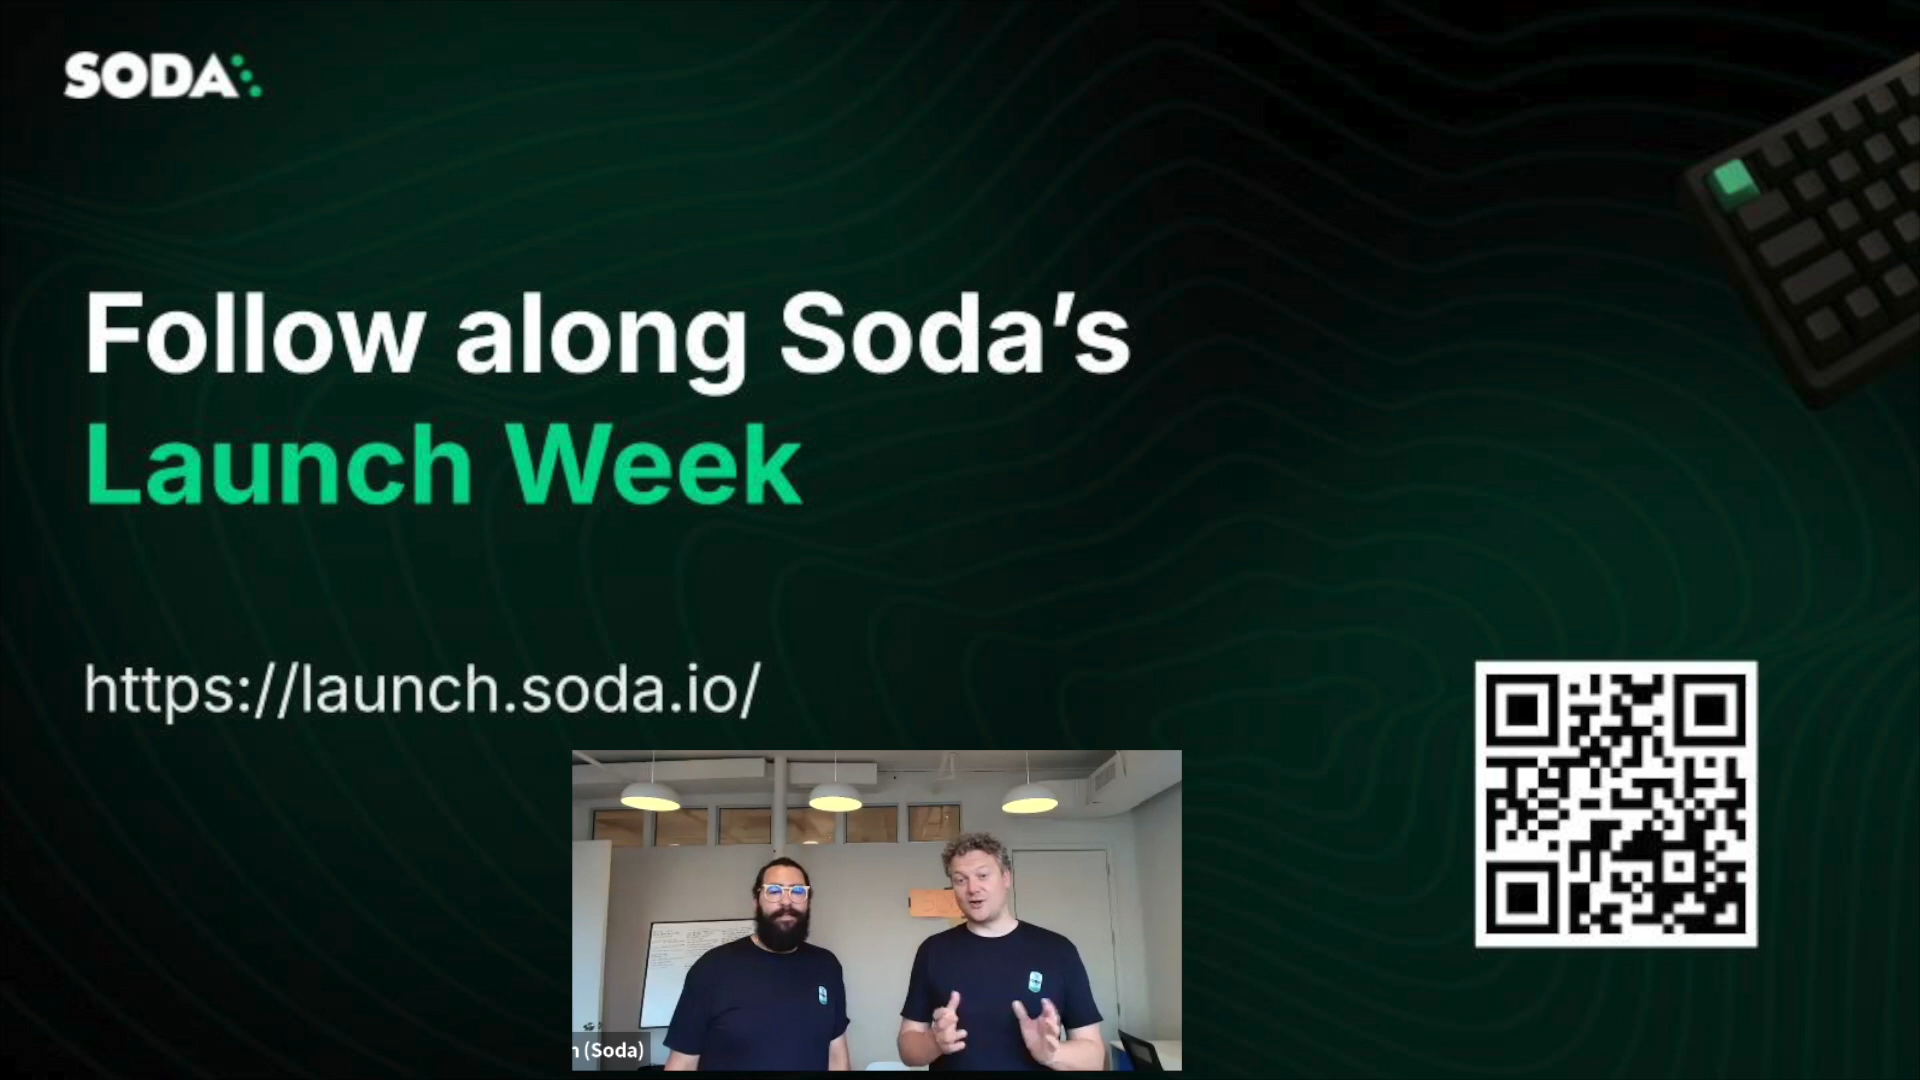 SODA
Follow along Soda’s
Launch Week
https://launch.soda.io/
(Soda)